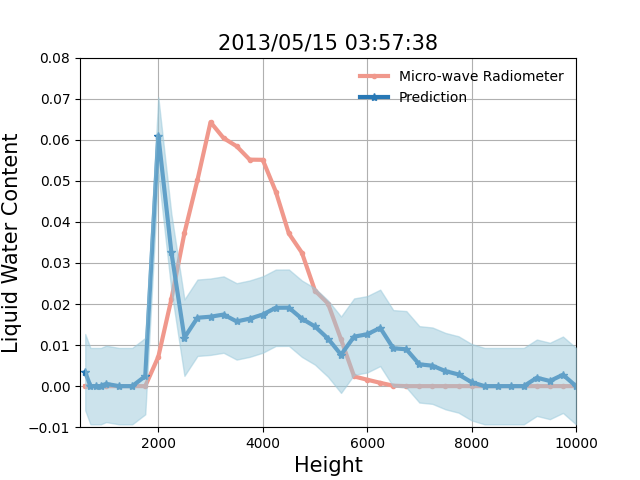 2013/05/15 03:57:38
Liquid Water Content
0.08
0.07
0.06
0.05
0.04
0.03
0.02
0.01
0.00
−0.01
Micro-wave Radiometer
Prediction
2000 4000 6000 8000 10000
Height